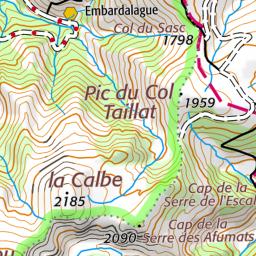 Embardalague
Col du Sasc
1798
Pic du Col
Taillat
1959
la Calbe
2185
Cap de la
Serre de l'Escal
Cap de la
2090
Serre des Afumats